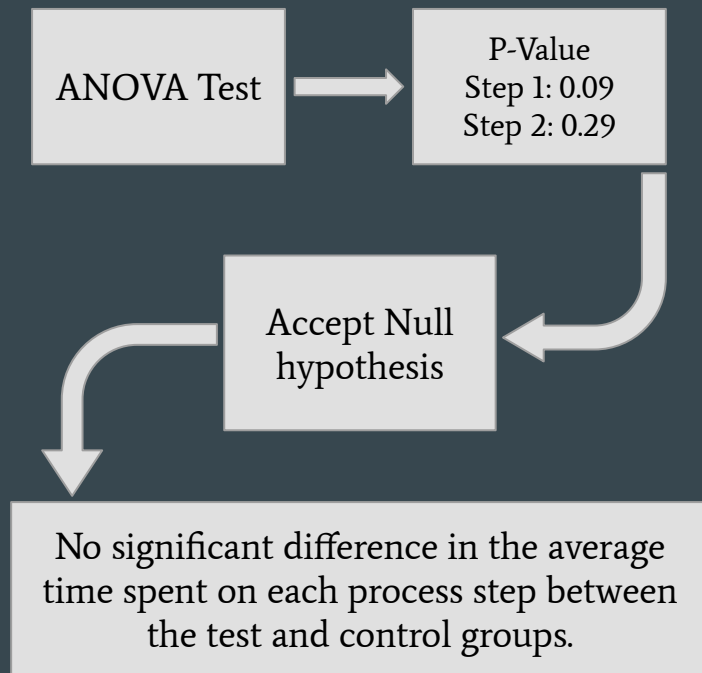 ANOVA Test
P-Value
Step 1: 0.09
Step 2: 0.29
Accept Null
hypothesis
No significant difference in the average
time spent on each process step between
the test and control groups.